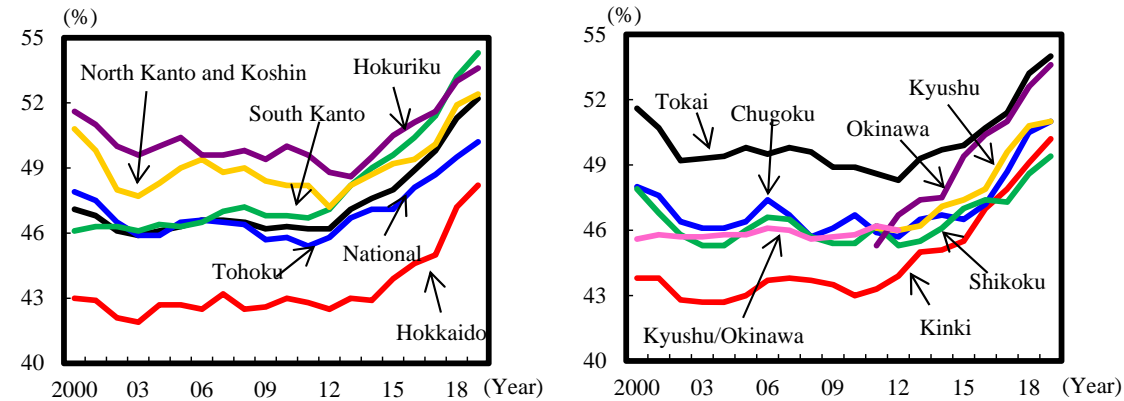 (%)
55
52
49
46
43
40
North Kanto and Koshin
Hokuriku
South Kanto
National
Tohoku
Hokkaido
2000 03 06 09 12 15 18 (Year)
(%)
55
52
49
46
43
40
Tokai
Chugoku
Kyushu
Okinawa
Shikoku
Kyushu/Okinawa
Kinki
2000 03 06 09 12 15 18 (Year)